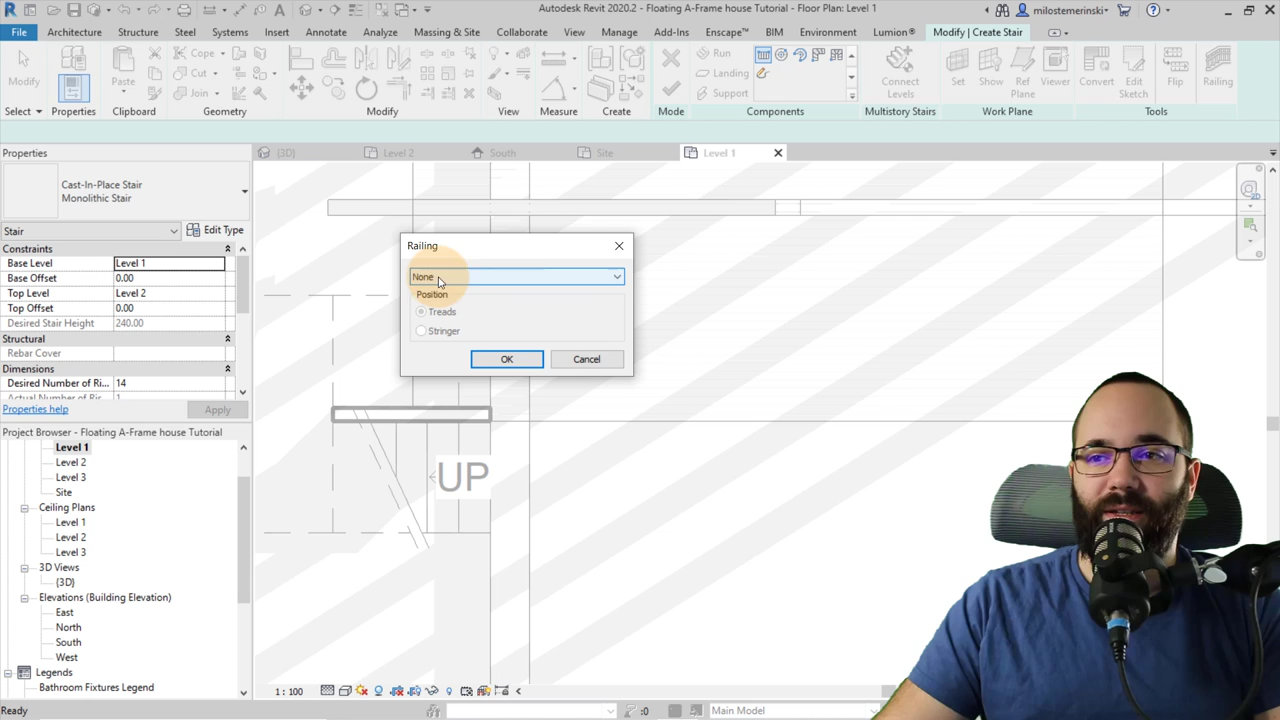 Autodesk Revit 2020.2 - Floating A-Frame house Tutorial - Floor Plan: Level 1
milostemerinski
File
Architecture
Structure
Steel
Systems
Insert
Annotate
Analyze
Massing & Site
Collaborate
View
Manage
Add-Ins
Enscape™
BIM
Environment
Lumion®
Modify | Create Stair
Modify
Paste
Cope
Cut
Join
Run
Landing
Support
Connect Levels
Set
Show
Ref Plane
Viewer
Convert
Edit Sketch
Flip
Railing
Select
Properties
Clipboard
Geometry
Modify
View
Measure
Create
Mode
Components
Multistory Stairs
Work Plane
Tools
Properties
(3D)
Level 2
South
Site
Level 1
Cast-In-Place Stair
Monolithic Stair
Stair
Edit Type
Constraints
Base Level Level 1
Base Offset 0.00
Top Level Level 2
Top Offset 0.00
Desired Stair Height 240.00
Structural
Rebar Cover
Dimensions
Desired Number of Ri... 14
Actual Number of Ri... 1
Properties help
Apply
Project Browser - Floating A-Frame house Tutorial
Level 1
Level 2
Level 3
Site
Ceiling Plans
Level 1
Level 2
Level 3
3D Views
{3D}
Elevations (Building Elevation)
East
North
South
West
Legends
Bathroom Fixtures Legend
Railing
None
Position
Treads
Stringer
OK
Cancel
UP
1 : 100
Ready
:0
Main Model